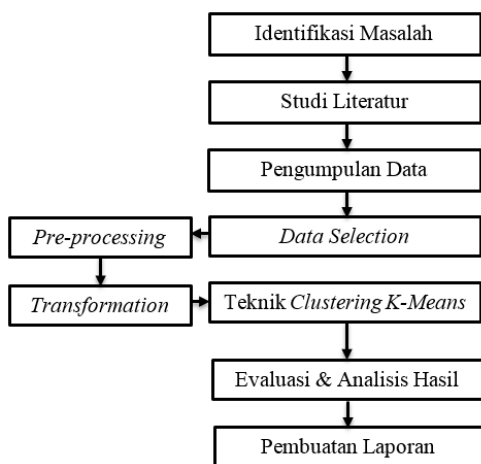 Identifikasi Masalah
Studi Literatur
Pengumpulan Data
Data Selection
Pre-processing
Transformation
Teknik Clustering K-Means
Evaluasi & Analisis Hasil
Pembuatan Laporan